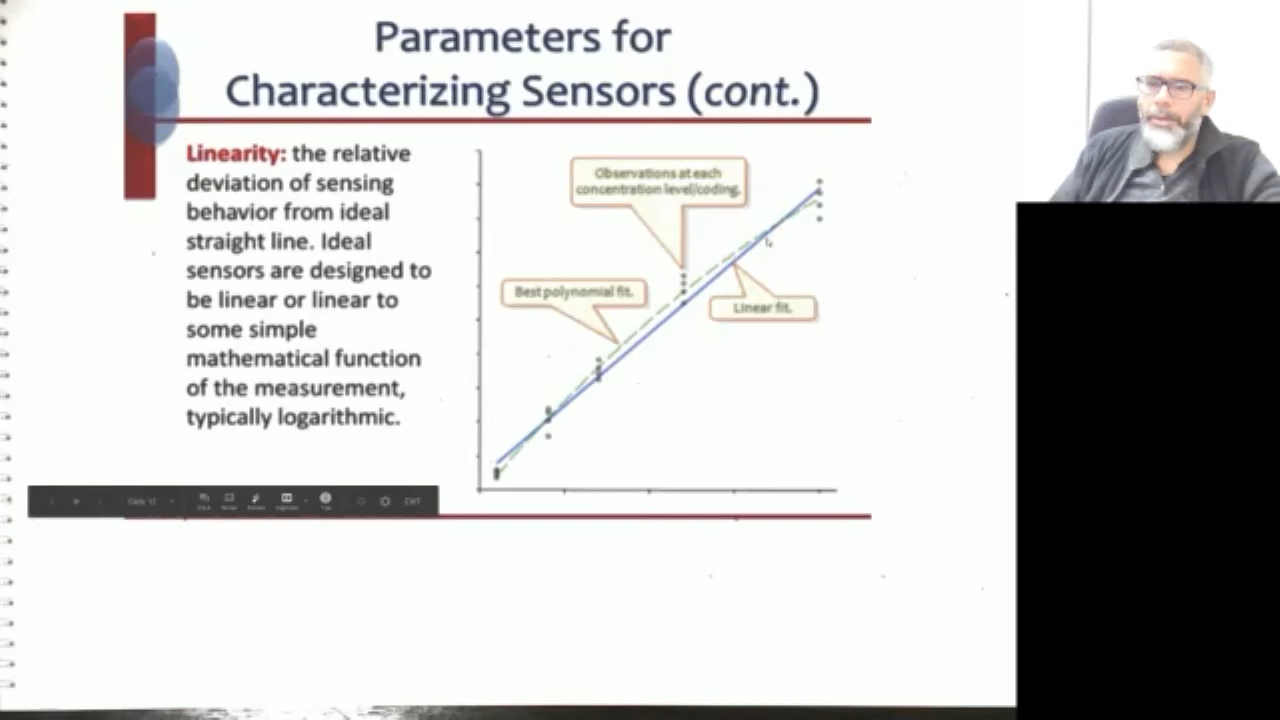 Parameters for
Characterizing Sensors (cont.)
Linearity: the relative
deviation of sensing
behavior from ideal
straight line. Ideal
sensors are designed to
be linear or linear to
some simple
mathematical function
of the measurement,
typically logarithmic.
Observations at each
concentration level/coding.
Best polynomial fit.
Linear fit.
Slide
EXIT